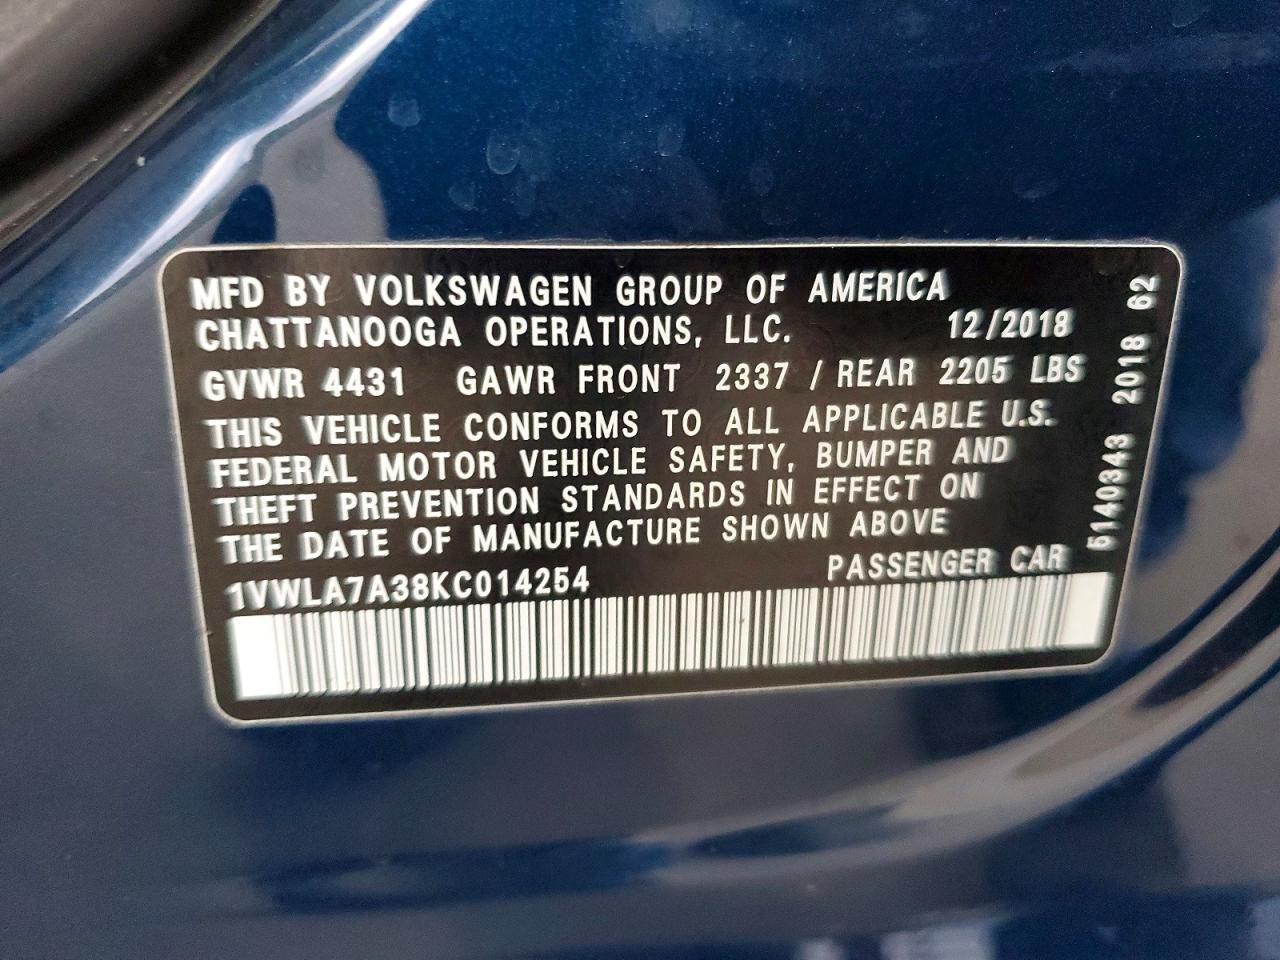 MFD BY VOLKSWAGEN GROUP OF AMERICA
CHATTANOOGA OPERATIONS, LLC. 12/2018
GVWR 4431 GAWR FRONT 2337 / REAR 2205 LBS
THIS VEHICLE CONFORMS TO ALL APPLICABLE U.S.
FEDERAL MOTOR VEHICLE SAFETY, BUMPER AND
THEFT PREVENTION STANDARDS IN EFFECT ON
THE DATE OF MANUFACTURE SHOWN ABOVE
1VWLA7A38KC014254 PASSENGER CAR
5140343 2018 62